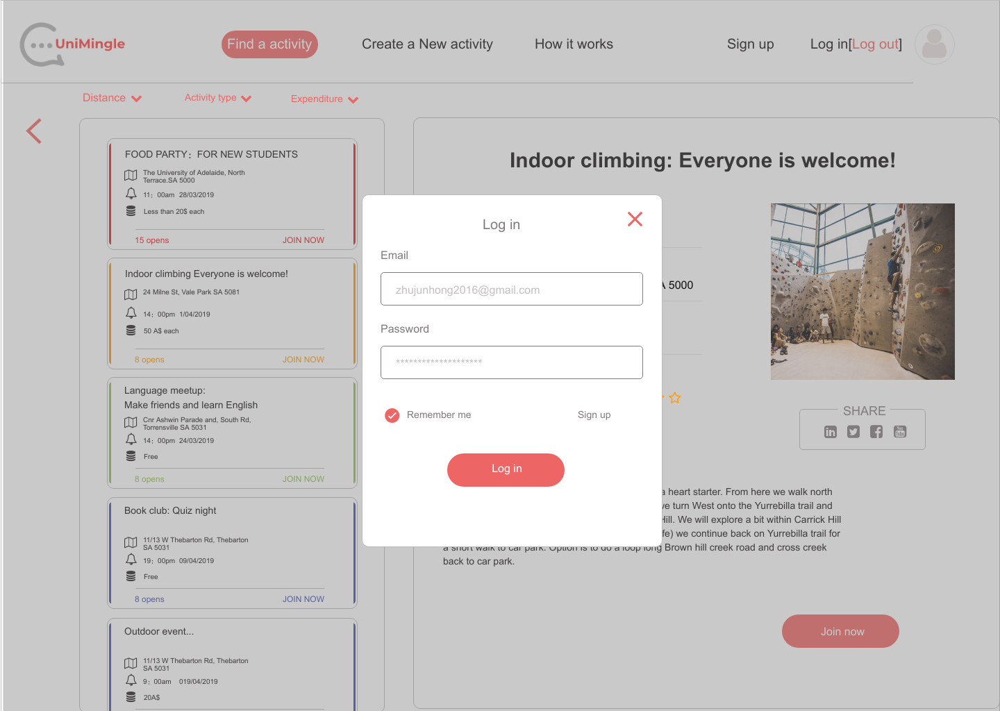 UniMingle
Find a activity
Create a New activity
How it works
Sign up
Log in[Log out]
Distance
Activity type
Expenditure
FOOD PARTY：FOR NEW STUDENTS
The University of Adelaide, North
Terrace.SA 5000
11：00am 28/03/2019
Less than 20$ each
15 opens
JOIN NOW
Indoor climbing Everyone is welcome!
24 Milne St, Vale Park SA 5081
14：00pm 1/04/2019
50 A$ each
8 opens
JOIN NOW
Language meetup:
Make friends and learn English
Cnr Ashwin Parade and, South Rd,
Torrensville SA 5031
14：00pm 24/03/2019
Free
8 opens
JOIN NOW
Book club: Quiz night
11/13 W Thebarton Rd, Thebarton
SA 5031
19：00pm 09/04/2019
Free
8 opens
JOIN NOW
Outdoor event...
11/13 W Thebarton Rd, Thebarton
SA 5031
9：00am 019/04/2019
20A$
Indoor climbing: Everyone is welcome!
Log in
Email
zhujunhong2016@gmail.com
Password
********************
Remember me
Sign up
Log in
5000
SHARE
in
You
Tube
a heart starter. From here we walk north
turn West onto the Yurrebilla trail and
Hill. We will explore a bit within Carrick Hill
we continue back on Yurrebilla trail for
a short walk to car park. Option is to do a loop long Brown hill creek road and cross creek
back to car park.
Join now